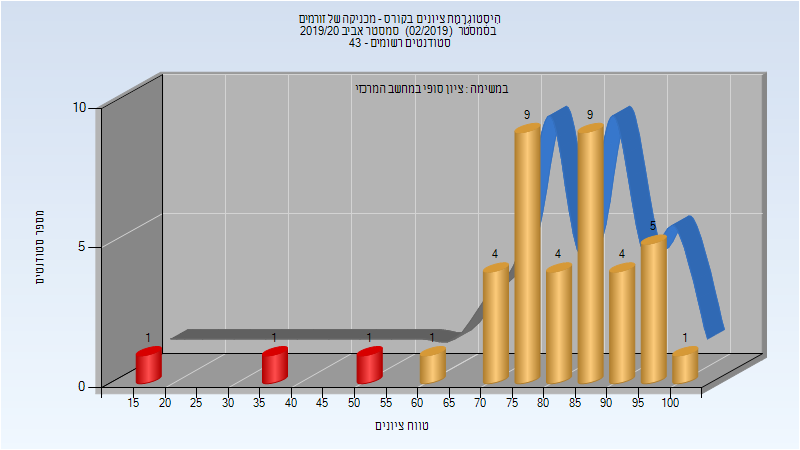 היסטוגרמת ציונים בקורס - מכניקה של זורמים
בסמסטר (02/2019) סמסטר אביב 2019/20
סטודנטים רשומים - 43
במשימה : ציון סופי במחשב המרכזי
מספר סטודנטים
10
5
0
1
1
1
1
4
9
4
9
4
5
1
15 20 25 30 35 40 45 50 55 60 65 70 75 80 85 90 95 100
טווח ציונים